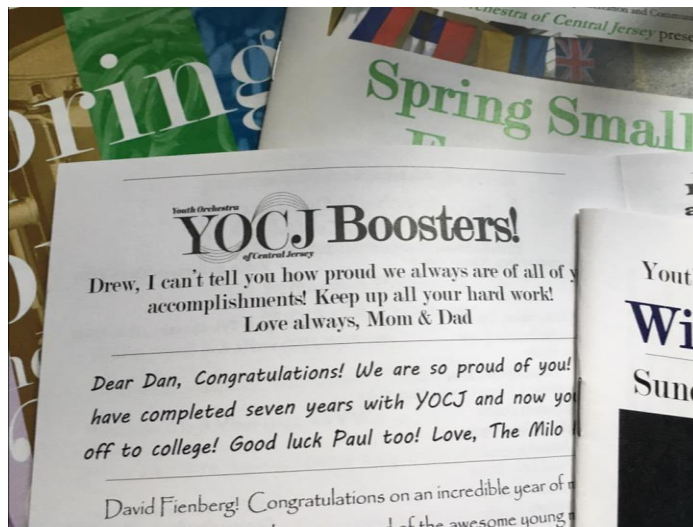 pring
Orchestra of Central Jersey
Spring Small
Youth Orchestra
YOCJ Boosters!
of Central Jersey
Drew, I can't tell you how proud we always are of all of
accomplishments! Keep up all your hard work!
Love always, Mom & Dad
Dear Dan, Congratulations! We are so proud of you!
have completed seven years with YOCJ and now
off to college! Good luck Paul too! Love, The Milo
David Fienberg! Congratulations on an incredible year of
of the awesome young
Yout
Wi
Sun